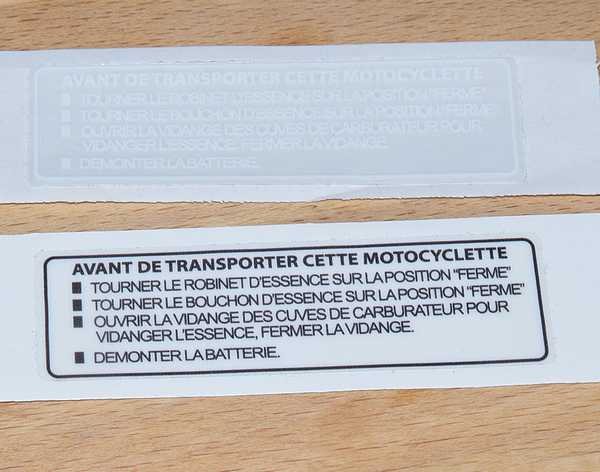 AVANT DE TRANSPORTER CETTE MOTOCYCLETTE
■ TOURNER LE ROBINET D'ESSENCE SUR LA POSITION "FERME"
■ TOURNER LE BOUCHON D'ESSENCE SUR LA POSITION "FERME"
■ OUVRIR LA VIDANGE DES CUVES DE CARBURATEUR POUR
VIDANGER L'ESSENCE, FERMER LA VIDANGE.
■ DEMONTER LA BATTERIE.
AVANT DE TRANSPORTER CETTE MOTOCYCLETTE
■ TOURNER LE ROBINET D'ESSENCE SUR LA POSITION "FERME"
■ TOURNER LE BOUCHON D'ESSENCE SUR LA POSITION "FERME"
■ OUVRIR LA VIDANGE DES CUVES DE CARBURATEUR POUR
VIDANGER L'ESSENCE, FERMER LA VIDANGE.
■ DEMONTER LA BATTERIE.